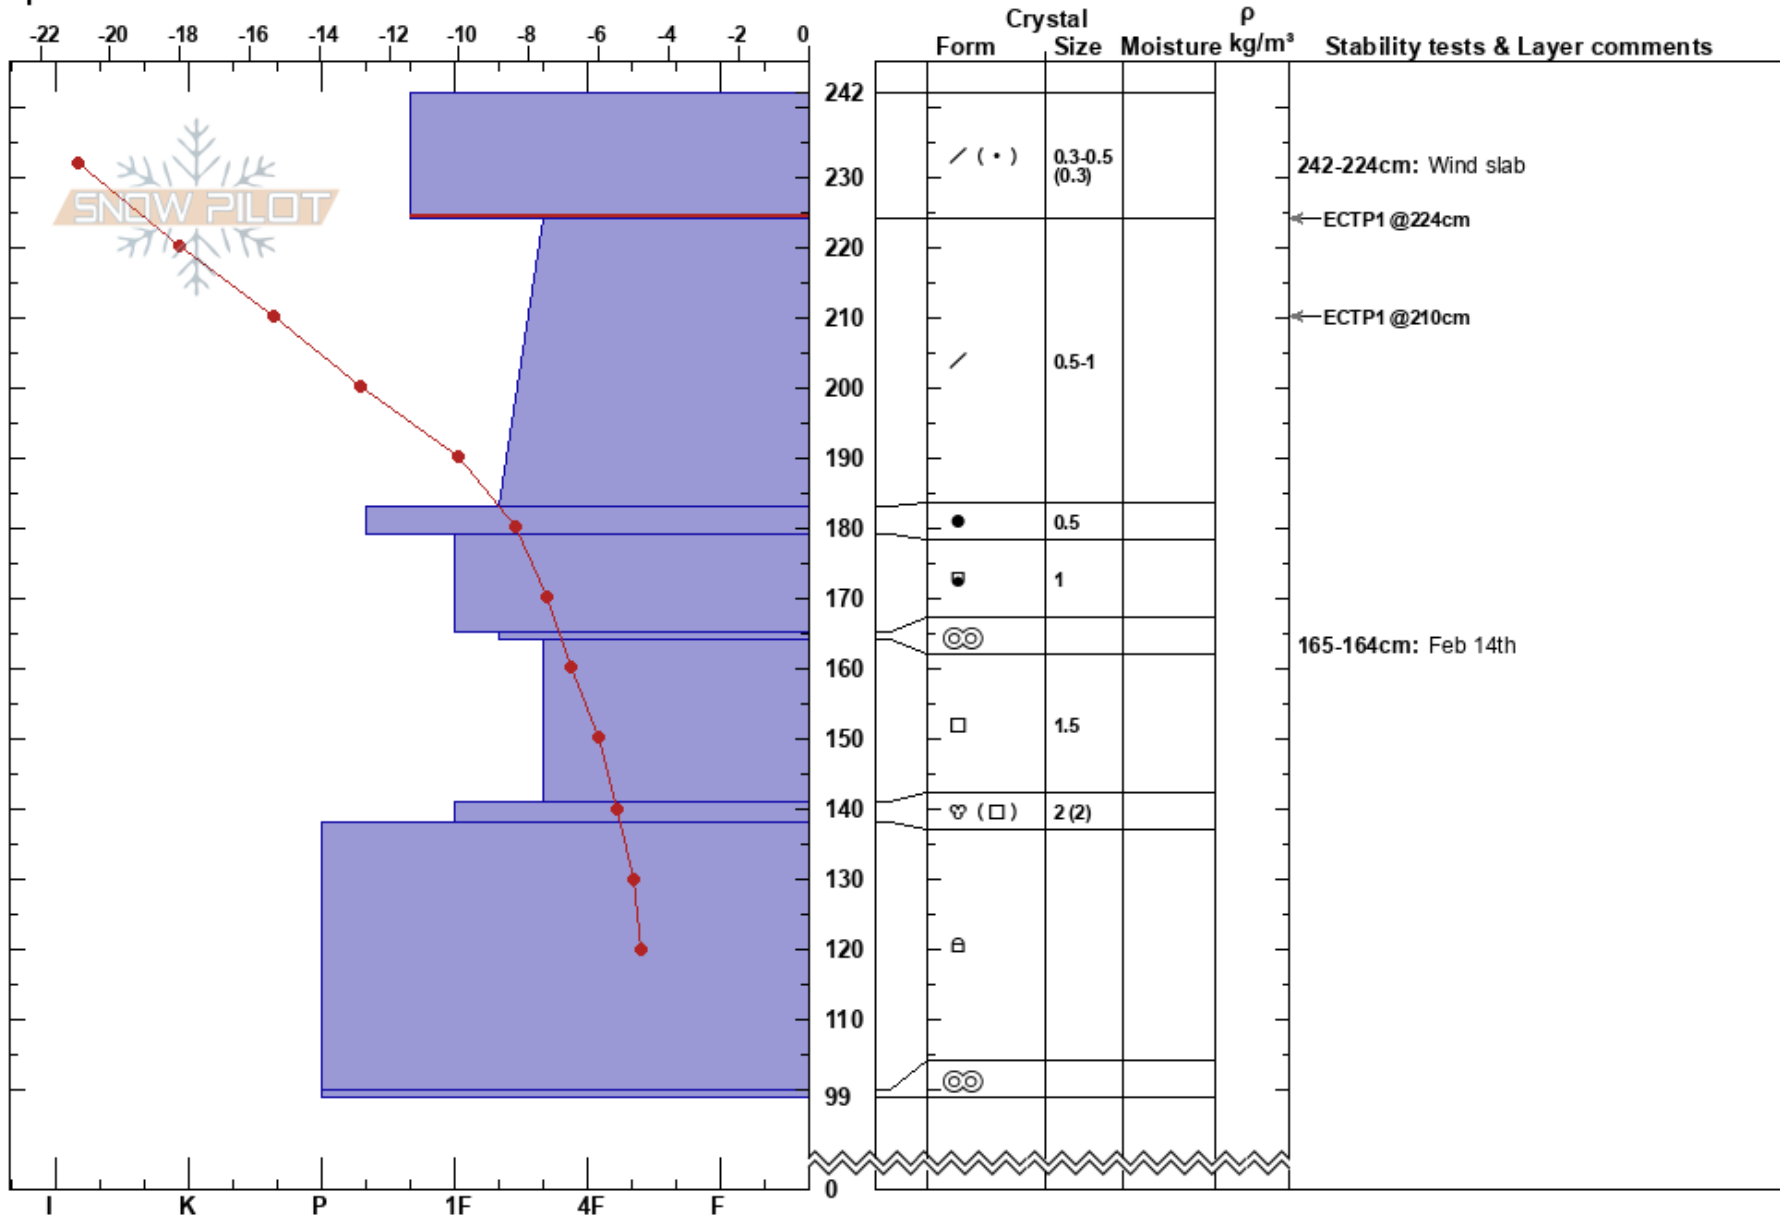 Crystal ρ
-22 -20 -18 -16 -14 -12 -10 -8 -6 -4 -2 0 Form Size Moisture kg/m³ Stability tests & Layer comments
242
0.3-0.5
(0.3)
242-224cm: Wind slab
230
SNOW PILOT
ECTP1 @224cm
220
210 ECTP1 @210cm
0.5-1
200
190
180 0.5
170 1
165-164cm: Feb 14th
160
150 1.5
140 2 (2)
130
120
110
99
0
I K P 1F 4F F